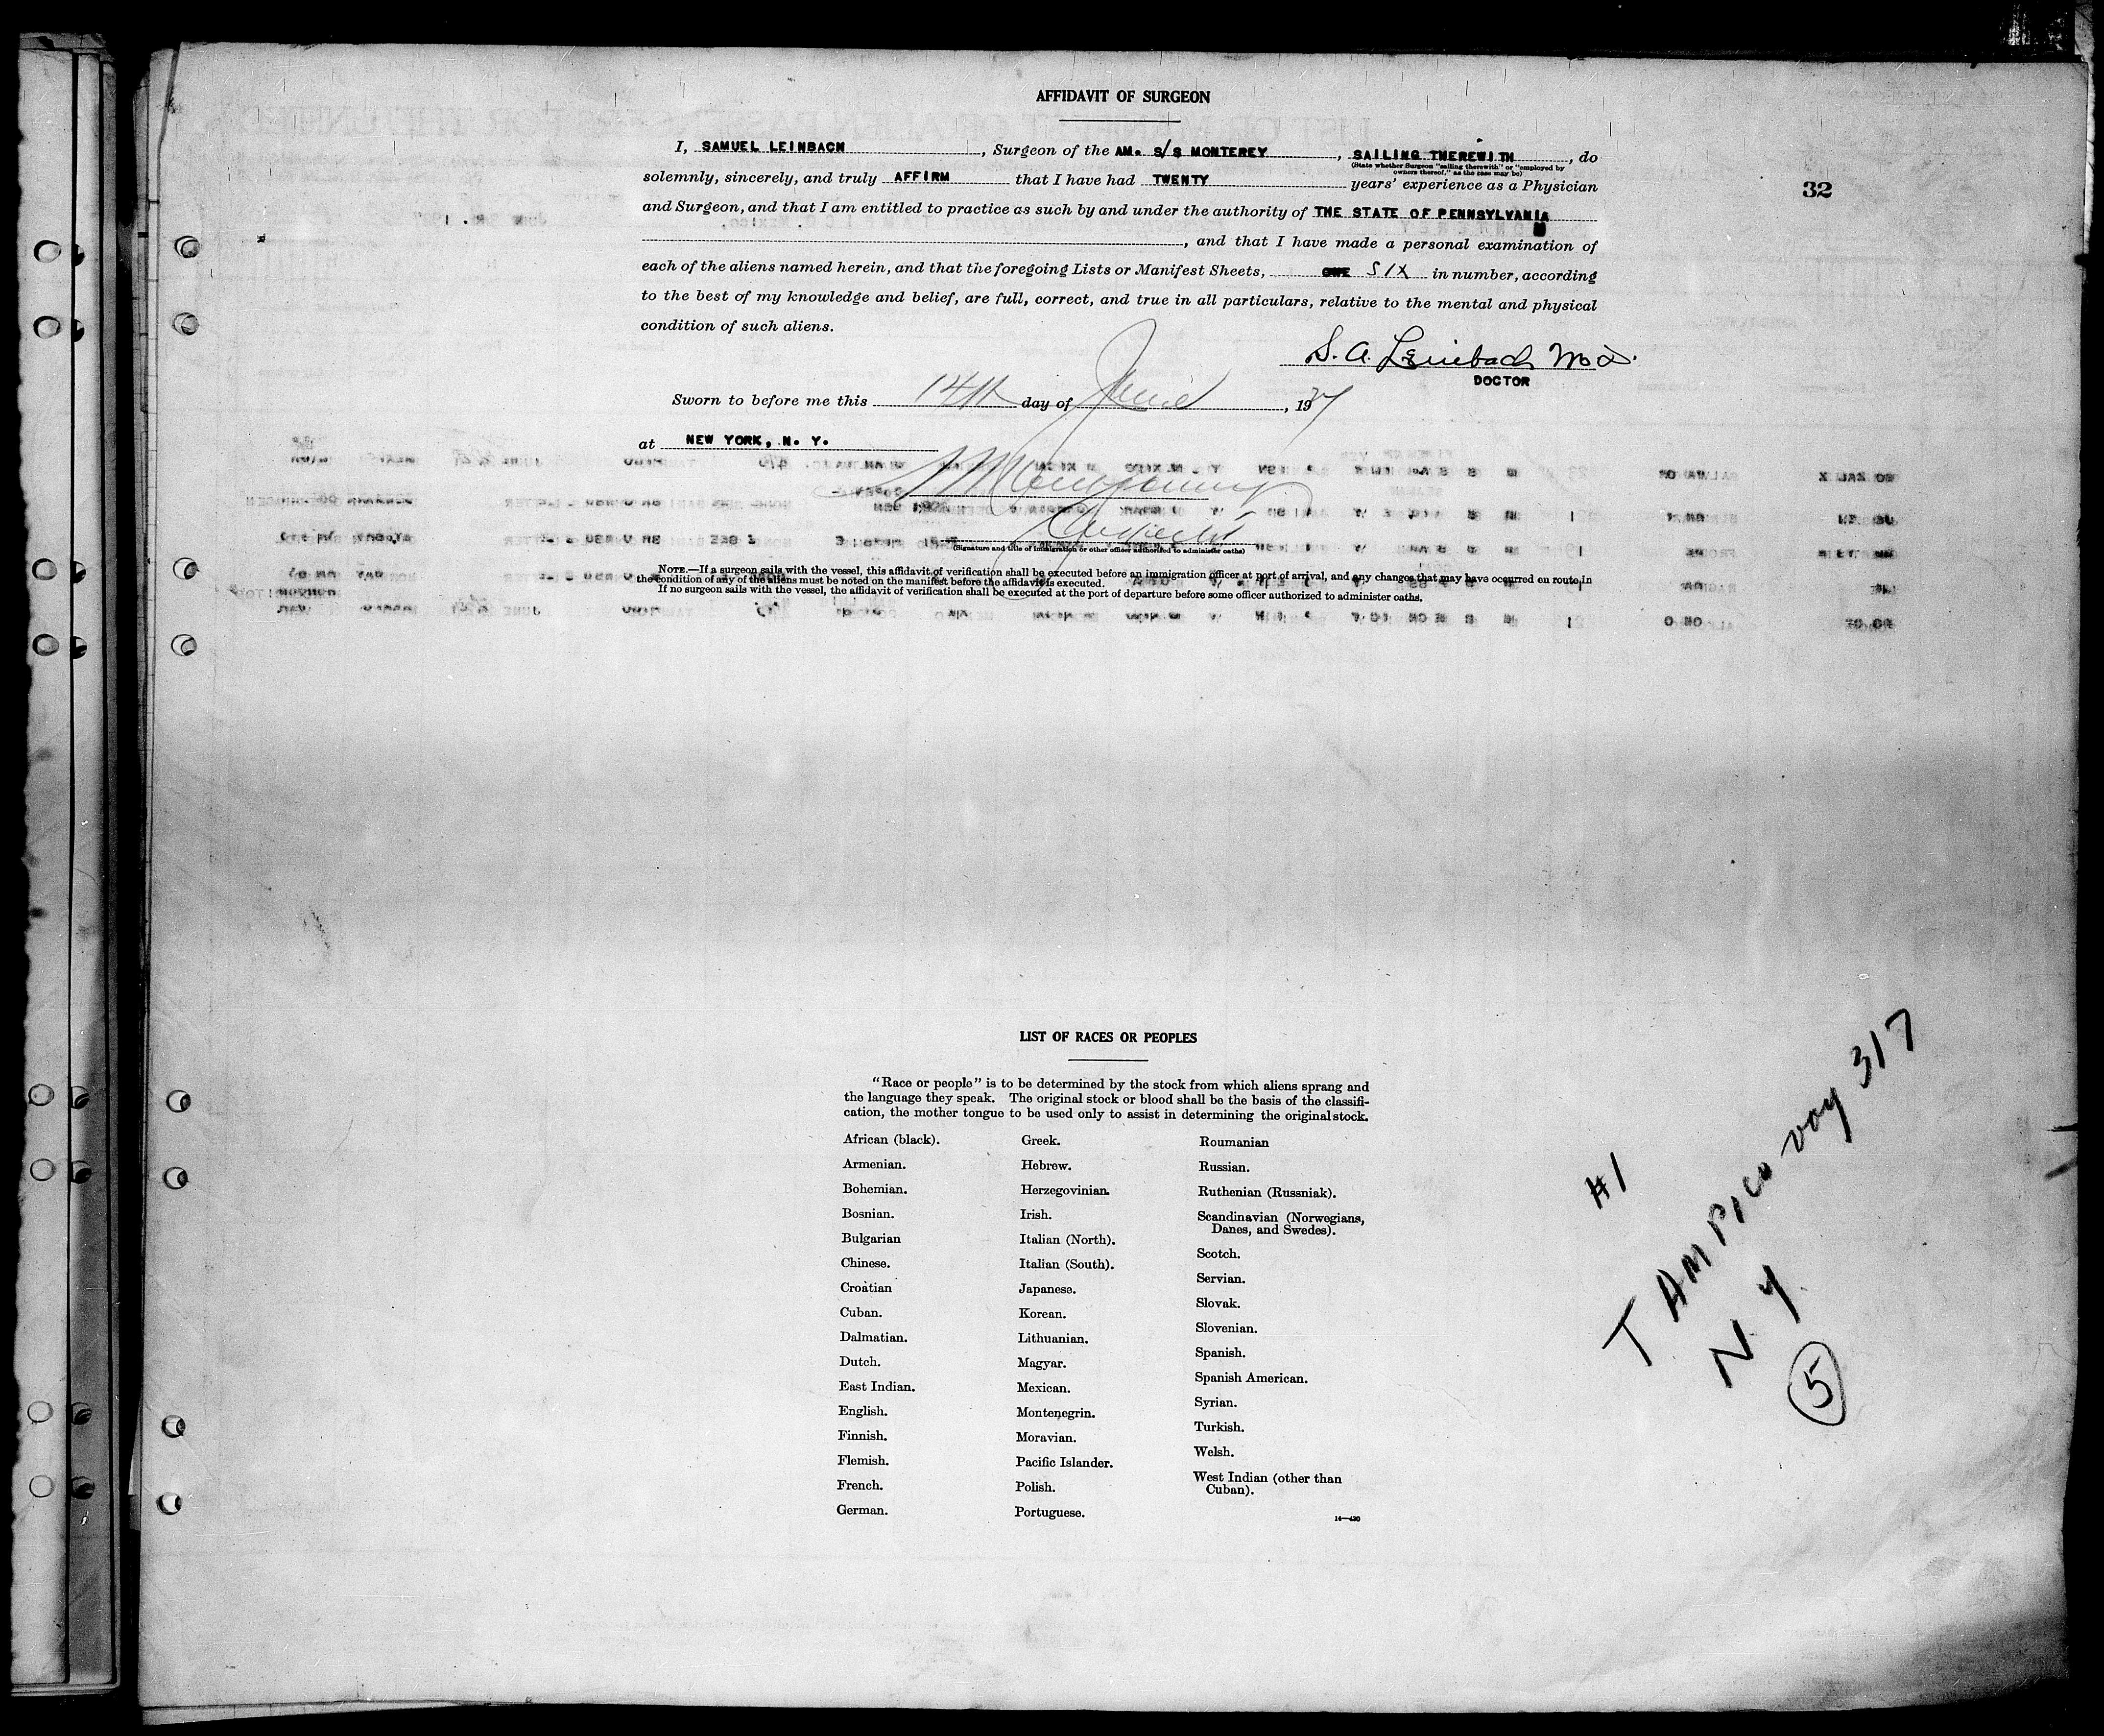 AFFIDAVIT OF SURGEON
I, SAMUEL LEINBACH, Surgeon of the AM. S/S MONTEREY, SAILING THEREWITH, do
(State whether Surgeon "sailing therewith" or "employed by
owners thereof," as the case may be)
solemnly, sincerely, and truly AFFIRM that I have had TWENTY years' experience as a Physician
32
and Surgeon, and that I am entitled to practice as such by and under the authority of THE STATE OF PENNSYLVANIA
, and that I have made a personal examination of
each of the aliens named herein, and that the foregoing Lists or Manifest Sheets, ONE SIX in number, according
to the best of my knowledge and belief, are full, correct, and true in all particulars, relative to the mental and physical
condition of such aliens.
S. A. Leinbach M.D.
DOCTOR
Sworn to before me this 14th day of June, 1937
at NEW YORK, N. Y.
(Signature and title of immigration or other officer authorized to administer oaths)
NOTE.—If a surgeon sails with the vessel, this affidavit of verification shall be executed before an immigration officer at port of arrival, and any changes that may have occurred en route in
the condition of any of the aliens must be noted on the manifest before the affidavit is executed.
If no surgeon sails with the vessel, the affidavit of verification shall be executed at the port of departure before some officer authorized to administer oaths.
LIST OF RACES OR PEOPLES
"Race or people" is to be determined by the stock from which aliens sprang and
the language they speak. The original stock or blood shall be the basis of the classifi-
cation, the mother tongue to be used only to assist in determining the original stock.
African (black).
Armenian.
Bohemian.
Bosnian.
Bulgarian
Chinese.
Croatian
Cuban.
Dalmatian.
Dutch.
East Indian.
English.
Finnish.
Flemish.
French.
German.
Greek.
Hebrew.
Herzegovinian.
Irish.
Italian (North).
Italian (South).
Japanese.
Korean.
Lithuanian.
Magyar.
Mexican.
Montenegrin.
Moravian.
Pacific Islander.
Polish.
Portuguese.
Roumanian
Russian.
Ruthenian (Russniak).
Scandinavian (Norwegians,
Danes, and Swedes).
Scotch.
Servian.
Slovak.
Slovenian.
Spanish.
Spanish American.
Syrian.
Turkish.
Welsh.
West Indian (other than
Cuban).
14—430
#1
TAMPICO voy 317
N Y
5